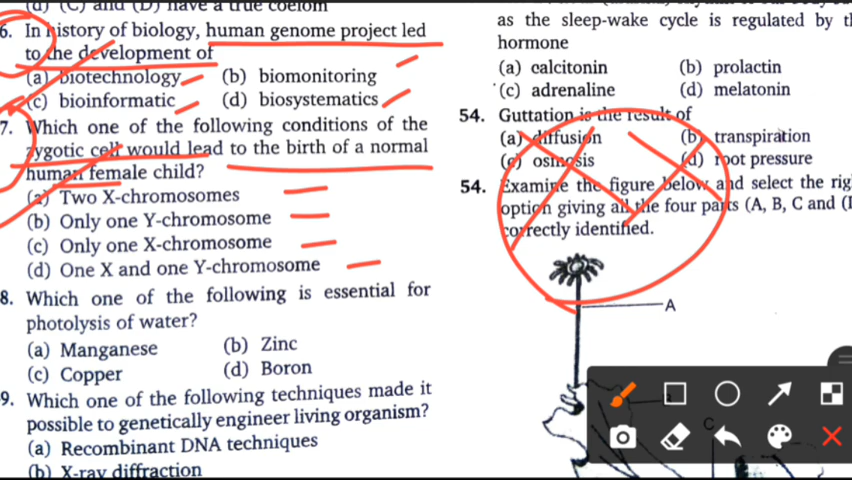 (d) (C) and (D) have a true coelom
6. In history of biology, human genome project led
to the development of
(a) biotechnology (b) biomonitoring
(c) bioinformatic (d) biosystematics
7. Which one of the following conditions of the
zygotic cell would lead to the birth of a normal
human female child?
(a) Two X-chromosomes
(b) Only one Y-chromosome
(c) Only one X-chromosome
(d) One X and one Y-chromosome
8. Which one of the following is essential for
photolysis of water?
(a) Manganese (b) Zinc
(c) Copper (d) Boron
9. Which one of the following techniques made it
possible to genetically engineer living organism?
(a) Recombinant DNA techniques
(b) X-ray diffraction
as the sleep-wake cycle is regulated by
hormone
(a) calcitonin (b) prolactin
(c) adrenaline (d) melatonin
54. Guttation is the result of
(a) diffusion (b) transpiration
(c) osmosis (d) root pressure
54. Examine the figure below and select the
option giving all the four parts (A, B, C and
correctly identified.
A
C